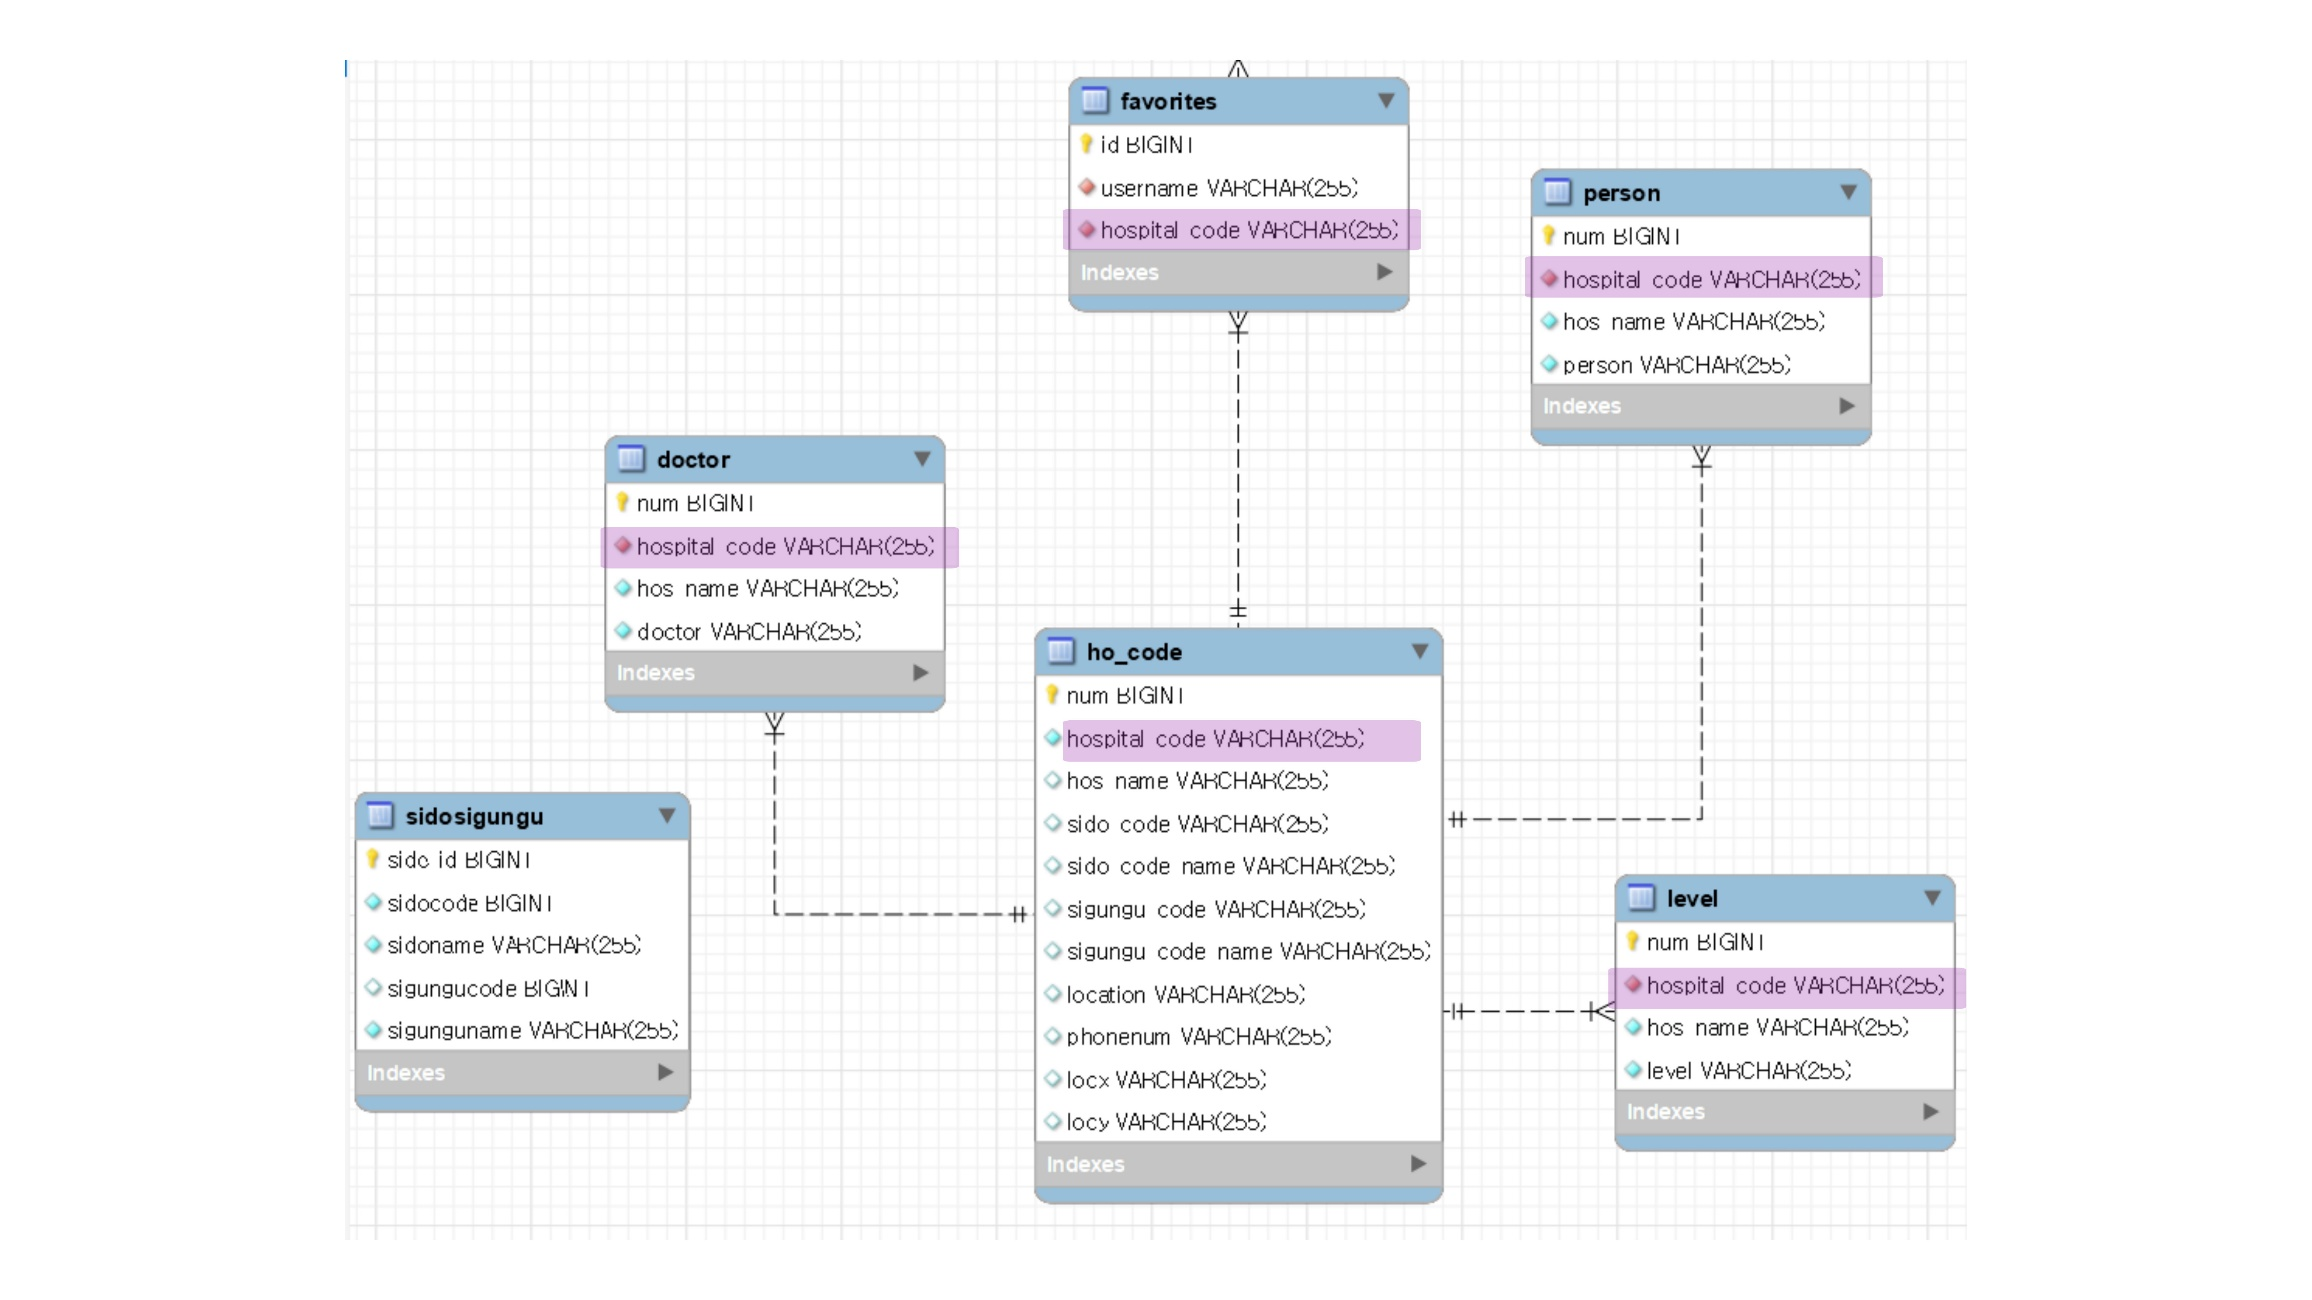 favorites
id BIGINT
username VARCHAR(255)
hospital_code VARCHAR(255)
Indexes
person
num BIGINT
hospital_code VARCHAR(255)
hos_name VARCHAR(255)
person VARCHAR(255)
Indexes
doctor
num BIGINT
hospital_code VARCHAR(255)
hos_name VARCHAR(255)
doctor VARCHAR(255)
Indexes
ho_code
num BIGINT
hospital_code VARCHAR(255)
hos_name VARCHAR(255)
sido_code VARCHAR(255)
sido_code_name VARCHAR(255)
sigungu_code VARCHAR(255)
sigungu_code_name VARCHAR(255)
location VARCHAR(255)
phonenum VARCHAR(255)
locx VARCHAR(255)
locy VARCHAR(255)
Indexes
sidosigungu
sido_id BIGINT
sidocode BIGINT
sidoname VARCHAR(255)
sigungucode BIGINT
sigunguname VARCHAR(255)
Indexes
level
num BIGINT
hospital_code VARCHAR(255)
hos_name VARCHAR(255)
level VARCHAR(255)
Indexes